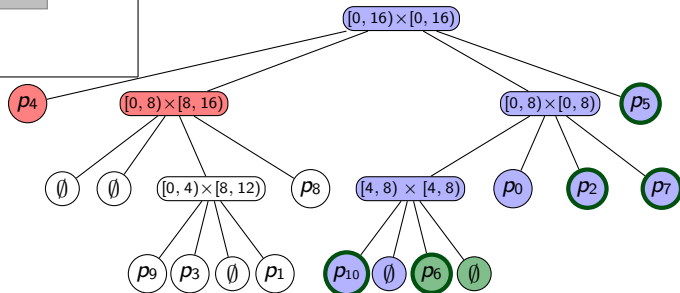 [0, 16)×[0, 16)
p4 [0, 8)×[8, 16) [0, 8)×[0, 8) p5
∅ ∅ [0, 4)×[8, 12) p8 [4, 8) × [4, 8) p0 p2 p7
p9 p3 ∅ p1 p10 ∅ p6 ∅